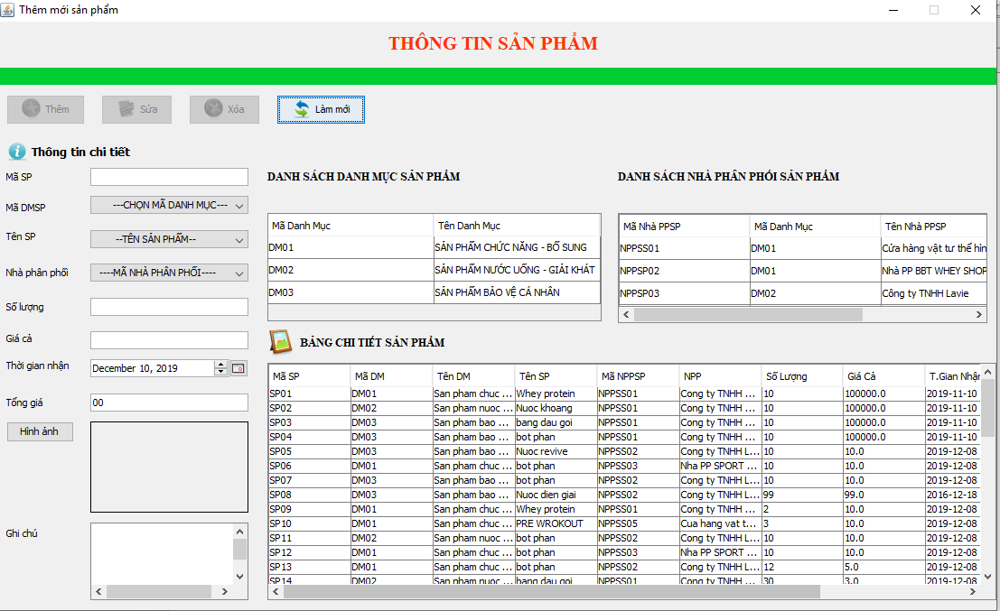 Thêm mới sản phẩm
THÔNG TIN SẢN PHẨM
Thêm Sửa Xóa Làm mới
Thông tin chi tiết
Mã SP
Mã DMSP ---CHỌN MÃ DANH MỤC---
Tên SP --TÊN SẢN PHẨM--
Nhà phân phối ----MÃ NHÀ PHÂN PHỐI----
Số lượng
Giá cả
Thời gian nhận December 10, 2019
Tổng giá 00
Hình ảnh
Ghi chú
DANH SÁCH DANH MỤC SẢN PHẨM
Mã Danh Mục Tên Danh Mục
DM01 SẢN PHẨM CHỨC NĂNG - BỔ SUNG
DM02 SẢN PHẨM NƯỚC UỐNG - GIẢI KHÁT
DM03 SẢN PHẨM BẢO VỆ CÁ NHÂN
DANH SÁCH NHÀ PHÂN PHỐI SẢN PHẨM
Mã Nhà PPSP Mã Danh Mục Tên Nhà PPSP
NPPSS01 DM01 Cửa hàng vật tư thể hìn
NPPSP02 DM01 Nhà PP BBT WHEY SHOP
NPPSP03 DM02 Công ty TNHH Lavie
BẢNG CHI TIẾT SẢN PHẨM
Mã SP Mã DM Tên DM Tên SP Mã NPPSP NPP Số Lượng Giá Cả T.Gian Nhận
SP01 DM01 San pham chuc ... Whey protein NPPSS01 Cong ty TNHH ... 10 100000.0 2019-11-10
SP02 DM02 San pham nuoc ... Nuoc khoang NPPSS01 Cong ty TNHH ... 10 100000.0 2019-11-10
SP03 DM03 San pham bao ... bang dau goi NPPSS01 Cong ty TNHH ... 10 100000.0 2019-11-10
SP04 DM03 San pham bao ... bot phan NPPSS01 Cong ty TNHH ... 10 100000.0 2019-11-10
SP05 DM03 San pham bao ... Nuoc revive NPPSS02 Cong ty TNHH L... 10 10.0 2019-12-08
SP06 DM01 San pham chuc ... bot phan NPPSS03 Nha PP SPORT ... 10 10.0 2019-12-08
SP07 DM03 San pham bao ... bot phan NPPSS02 Cong ty TNHH L... 10 10.0 2019-12-08
SP08 DM03 San pham bao ... Nuoc dien giai NPPSS02 Cong ty TNHH L... 99 99.0 2016-12-18
SP09 DM01 San pham chuc ... Whey protein NPPSS01 Cong ty TNHH ... 2 10.0 2019-12-08
SP10 DM01 San pham chuc ... PRE WROKOUT NPPSS05 Cua hang vat t... 3 10.0 2019-12-08
SP11 DM02 San pham nuoc ... bot phan NPPSS02 Cong ty TNHH L... 10 10.0 2019-12-08
SP12 DM01 San pham chuc ... bot phan NPPSS03 Nha PP SPORT ... 10 10.0 2019-12-08
SP13 DM01 San pham chuc ... bot phan NPPSS02 Cong ty TNHH L... 12 5.0 2019-12-08
SP14 DM02 San pham nuoc ... bang dau goi NPPSS01 Cong ty TNHH ... 30 3.0 2019-12-08